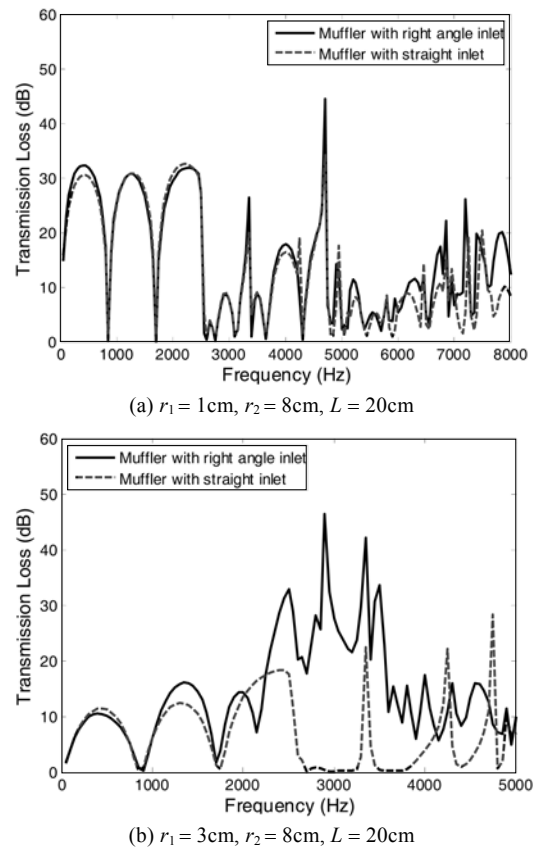 60
50
40
30
20
10
0
Transmission Loss (dB)
Muffler with right angle inlet
Muffler with straight inlet
0 1000 2000 3000 4000 5000 6000 7000 8000
Frequency (Hz)
(a) r₁ = 1cm, r₂ = 8cm, L = 20cm
60
50
40
30
20
10
0
Transmission Loss (dB)
Muffler with right angle inlet
Muffler with straight inlet
0 1000 2000 3000 4000 5000
Frequency (Hz)
(b) r₁ = 3cm, r₂ = 8cm, L = 20cm